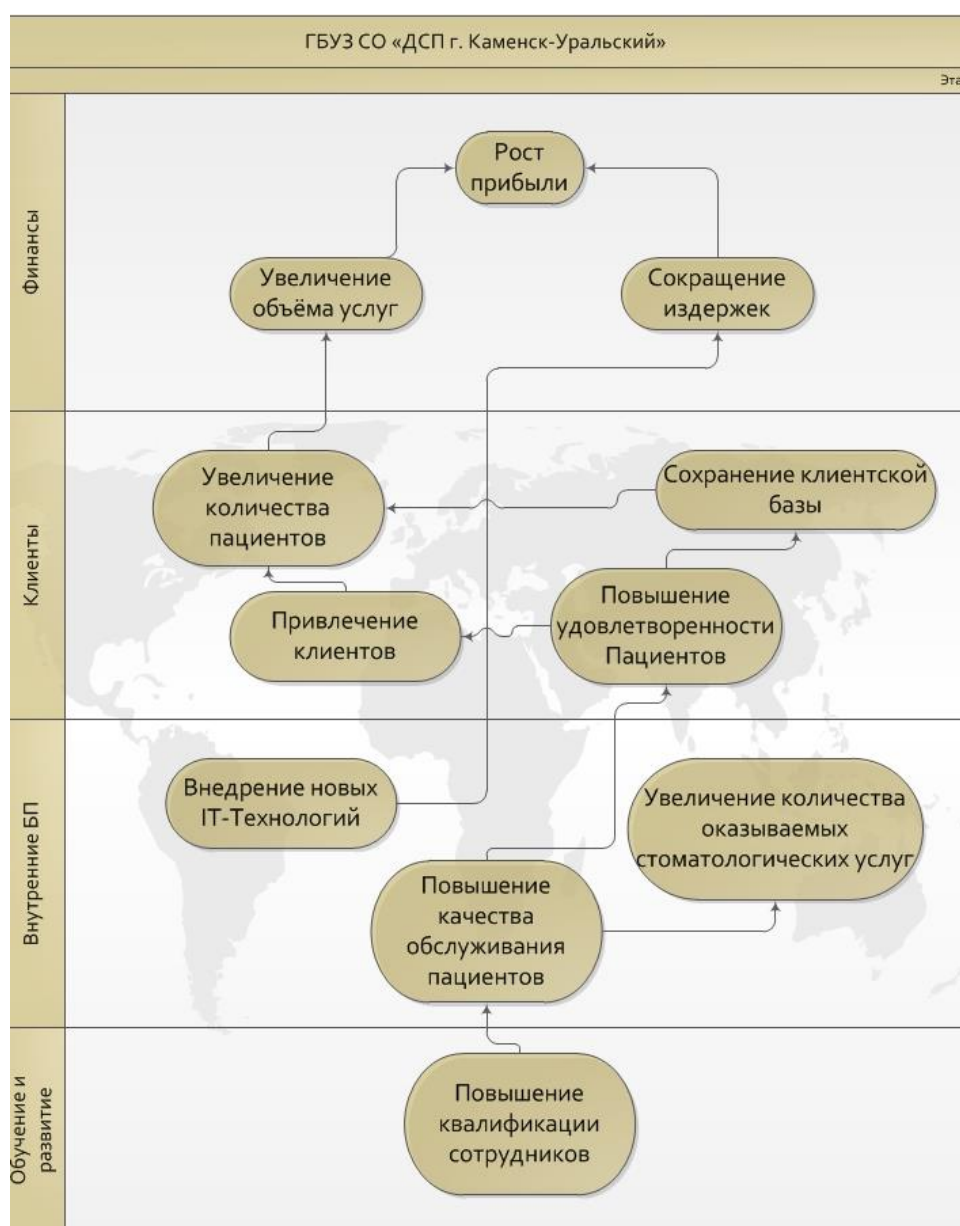 ГБУЗ СО «ДСП г. Каменск-Уральский»
Эта
Финансы
Рост
прибыли
Увеличение
объёма услуг
Сокращение
издержек
Клиенты
Увеличение
количества
пациентов
Сохранение клиентской
базы
Привлечение
клиентов
Повышение
удовлетворенности
Пациентов
Внутренние БП
Внедрение новых
IT-Технологий
Увеличение количества
оказываемых
стоматологических услуг
Повышение
качества
обслуживания
пациентов
Обучение и
развитие
Повышение
квалификации
сотрудников